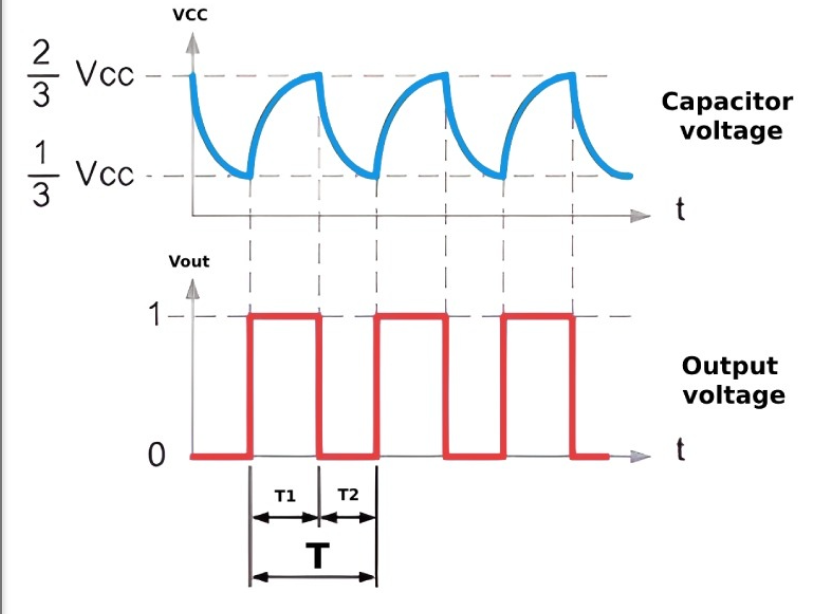 VCC
2/3 Vcc
Capacitor
voltage
1/3 Vcc
t
Vout
1
Output
voltage
0
t
T1
T2
T